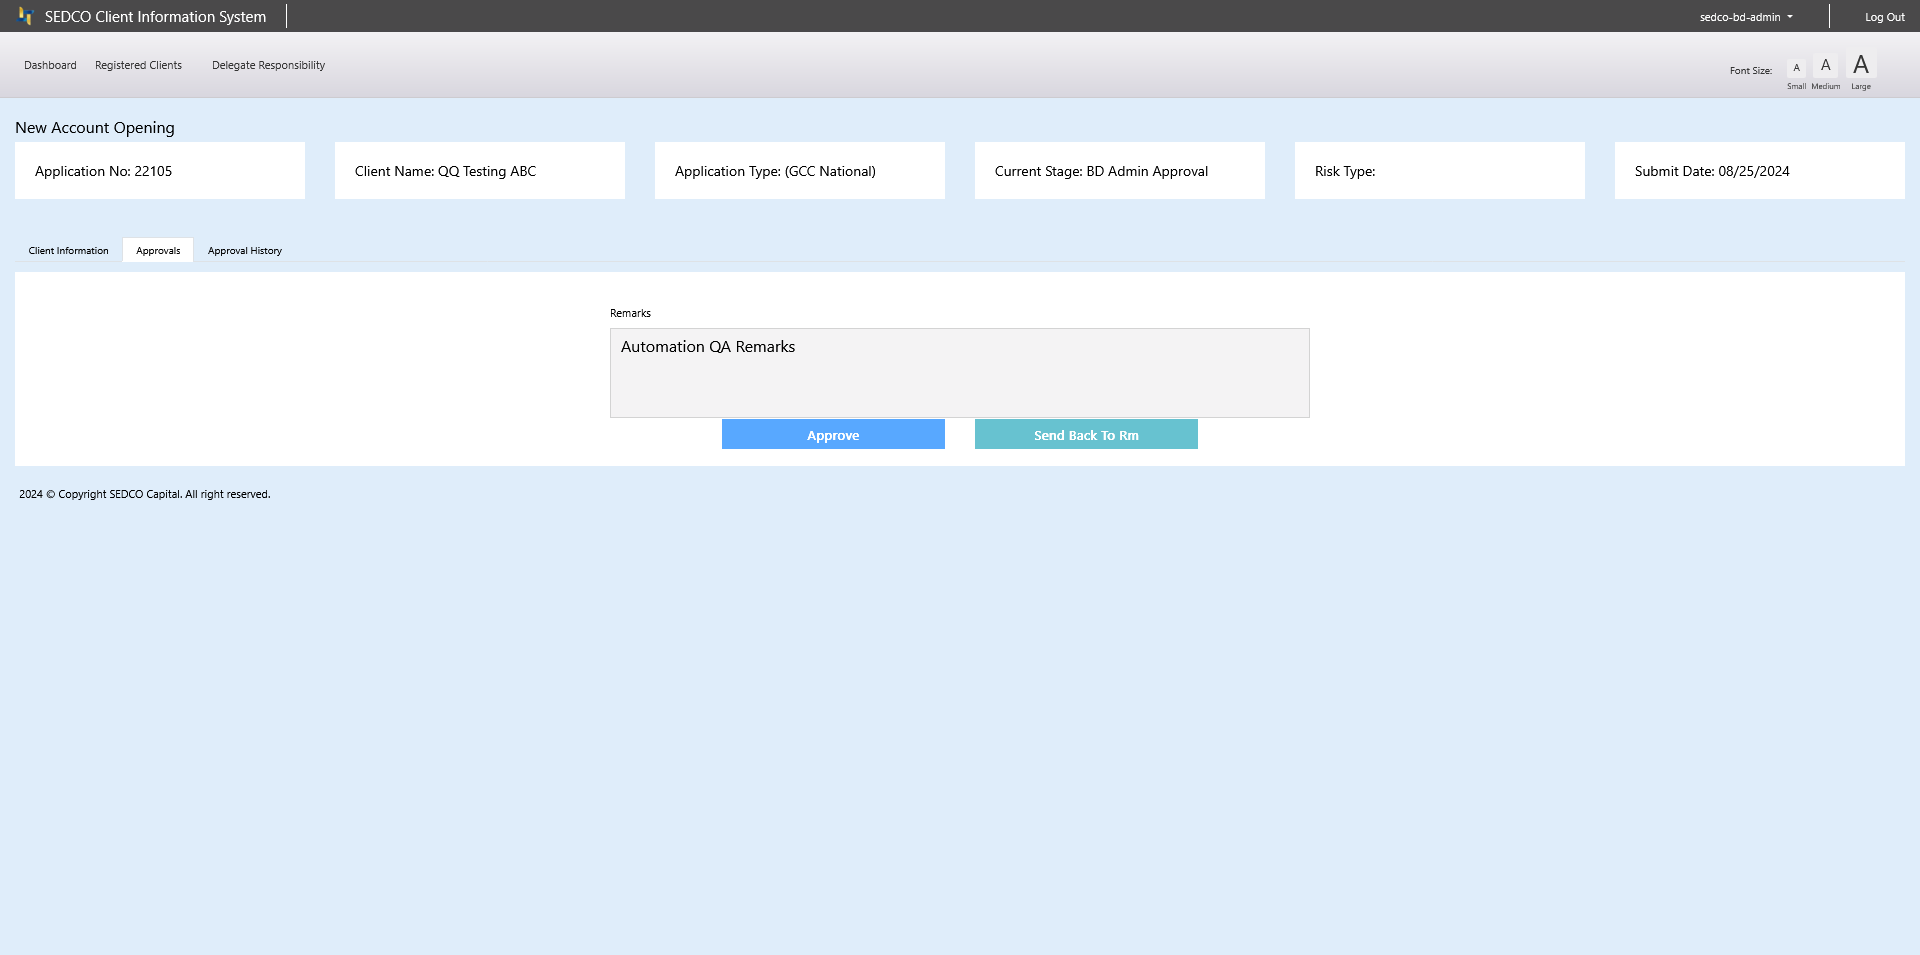 SEDCO Client Information System
sedco-bd-admin
Log Out
Dashboard
Registered Clients
Delegate Responsibility
Font Size:
A
Small
A
Medium
A
Large
New Account Opening
Application No: 22105
Client Name: QQ Testing ABC
Application Type: (GCC National)
Current Stage: BD Admin Approval
Risk Type:
Submit Date: 08/25/2024
Client Information
Approvals
Approval History
Remarks
Automation QA Remarks
Approve
Send Back To Rm
2024 © Copyright SEDCO Capital. All right reserved.